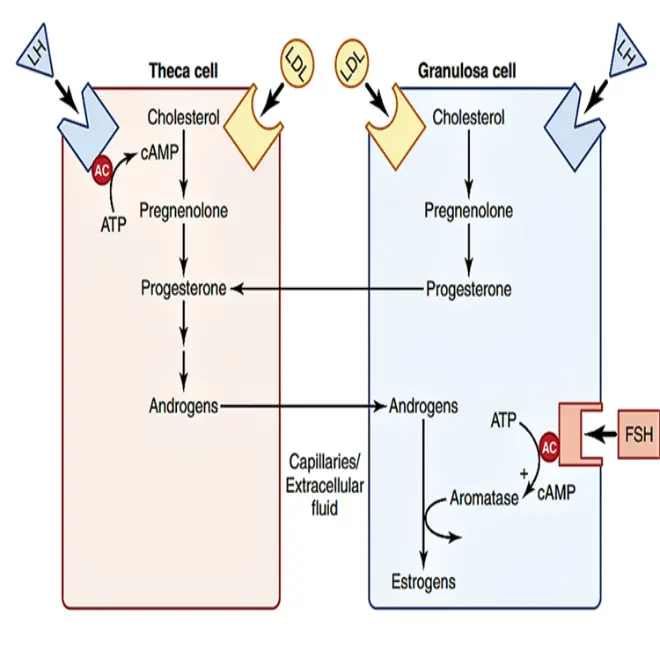 LH
Theca cell
LDL
LDL
Granulosa cell
LH
Cholesterol
cAMP
AC
ATP
Pregnenolone
Progesterone
Androgens
Capillaries/
Extracellular
fluid
Cholesterol
Pregnenolone
Progesterone
Androgens
ATP
AC
FSH
+
Aromatase
cAMP
Estrogens